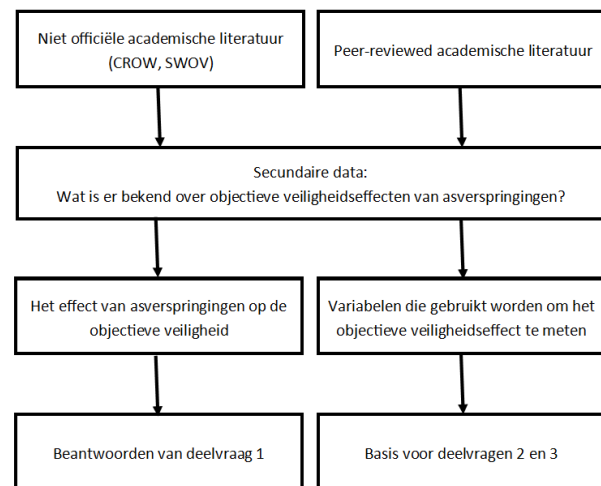 Niet officiële academische literatuur
(CROW, SWOV)
Peer-reviewed academische literatuur
Secundaire data:
Wat is er bekend over objectieve veiligheidseffecten van asverspringingen?
Het effect van asverspringingen op de
objectieve veiligheid
Variabelen die gebruikt worden om het
objectieve veiligheidseffect te meten
Beantwoorden van deelvraag 1
Basis voor deelvragen 2 en 3